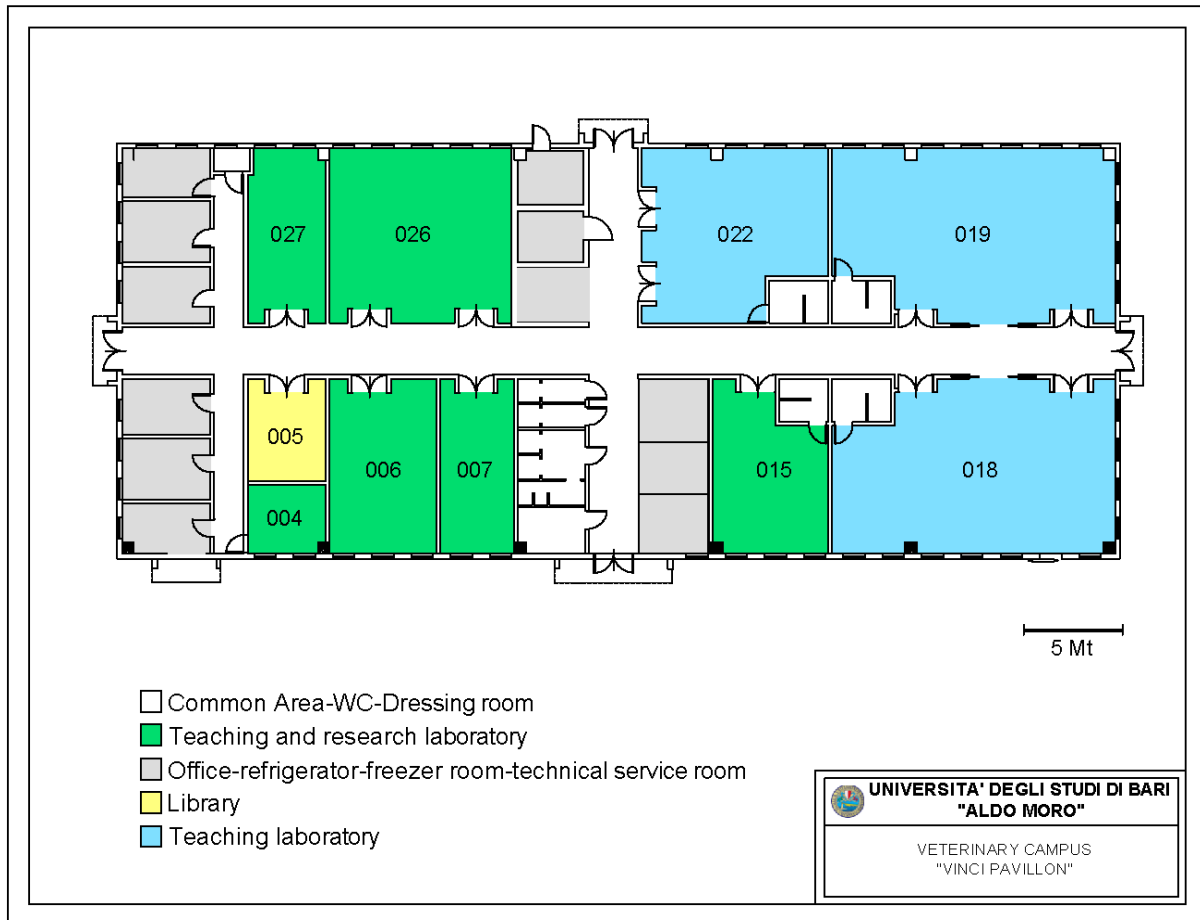 027
026
022
019
005
006
007
015
018
004
5 Mt
Common Area-WC-Dressing room
Teaching and research laboratory
Office-refrigerator-freezer room-technical service room
Library
Teaching laboratory
UNIVERSITA' DEGLI STUDI DI BARI
"ALDO MORO"
VETERINARY CAMPUS
"VINCI PAVILLON"